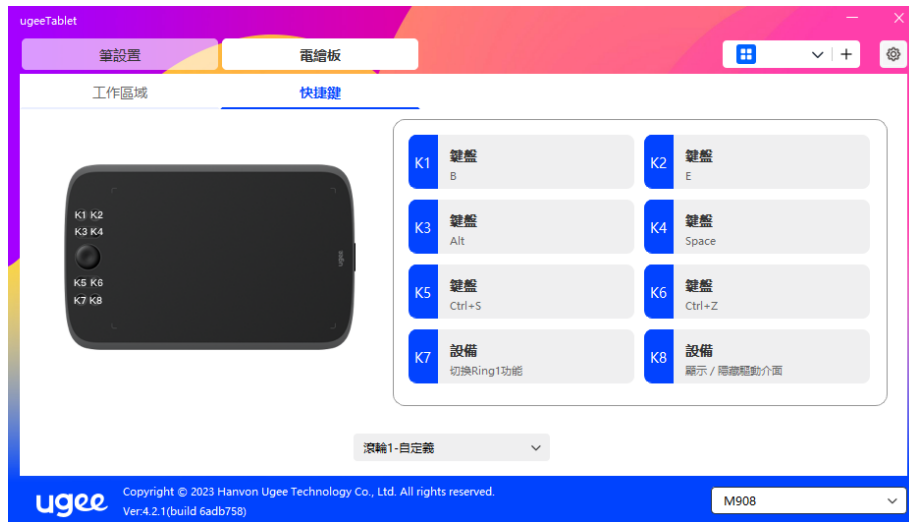 ugeeTablet
筆設置
電繪板
工作區域
快捷鍵
K1 K2
K3 K4
K5 K6
K7 K8
ugee
K1
鍵盤
B
K2
鍵盤
E
K3
鍵盤
Alt
K4
鍵盤
Space
K5
鍵盤
Ctrl+S
K6
鍵盤
Ctrl+Z
K7
設備
切換Ring1功能
K8
設備
顯示 / 隱藏驅動介面
滾輪1-自定義
ugee
Copyright © 2023 Hanvon Ugee Technology Co., Ltd. All rights reserved.
Ver:4.2.1(build 6adb758)
M908